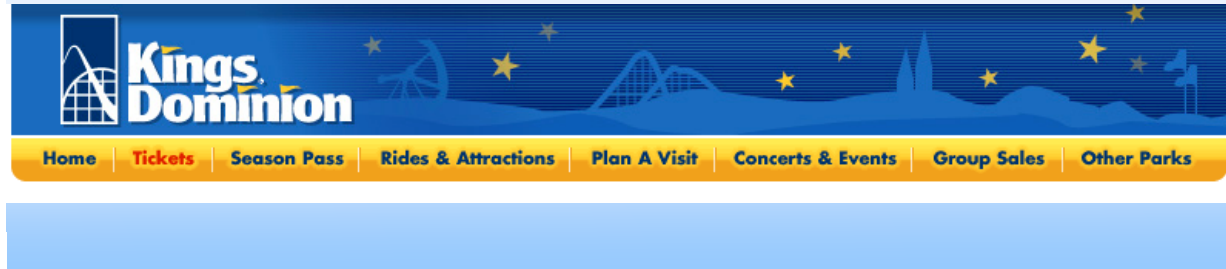 Kings
Dominion
Home Tickets Season Pass Rides & Attractions Plan A Visit Concerts & Events Group Sales Other Parks